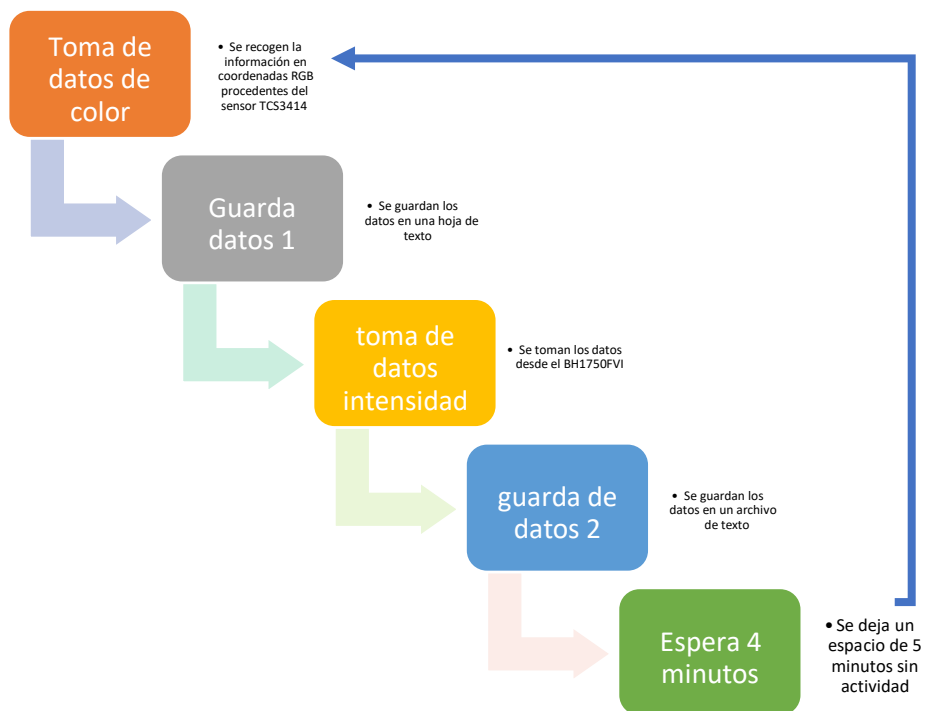 Toma de
datos de
color
• Se recogen la
información en
coordenadas RGB
procedentes del
sensor TCS3414
Guarda
datos 1
• Se guardan los
datos en una hoja de
texto
toma de
datos
intensidad
• Se toman los datos
desde el BH1750FVI
guarda de
datos 2
• Se guardan los
datos en un archivo
de texto
Espera 4
minutos
• Se deja un
espacio de 5
minutos sin
actividad